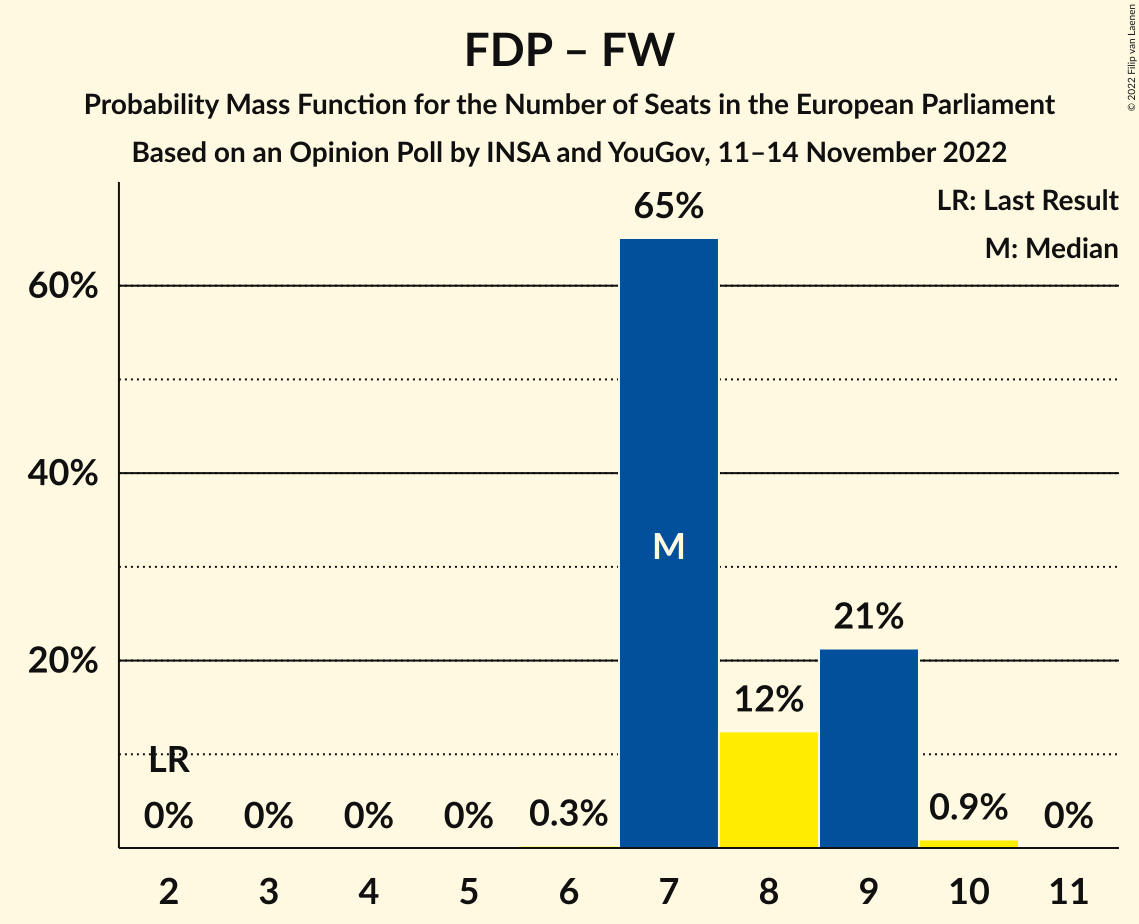 FDP – FW
Probability Mass Function for the Number of Seats in the European Parliament
Based on an Opinion Poll by INSA and YouGov, 11–14 November 2022
© 2022 Filip van Laenen
LR: Last Result
M: Median
65%
60%
40%
M
21%
20%
12%
LR
0% 0% 0% 0% 0.3% 0.9% 0%
2 3 4 5 6 7 8 9 10 11